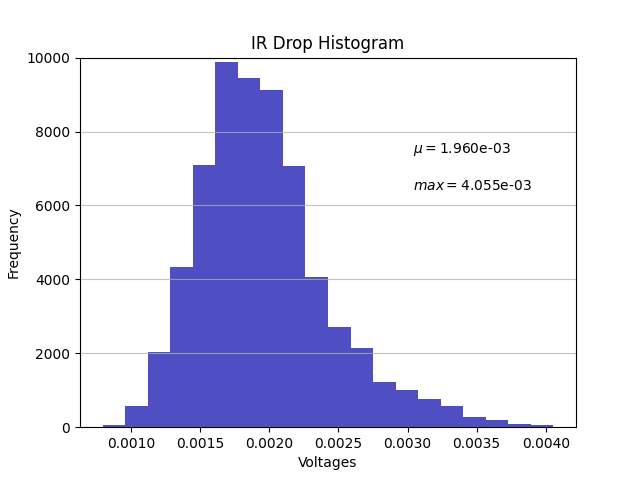 IR Drop Histogram
10000
8000
6000
4000
2000
0
Frequency
μ = 1.960e-03
max = 4.055e-03
0.0010 0.0015 0.0020 0.0025 0.0030 0.0035 0.0040
Voltages